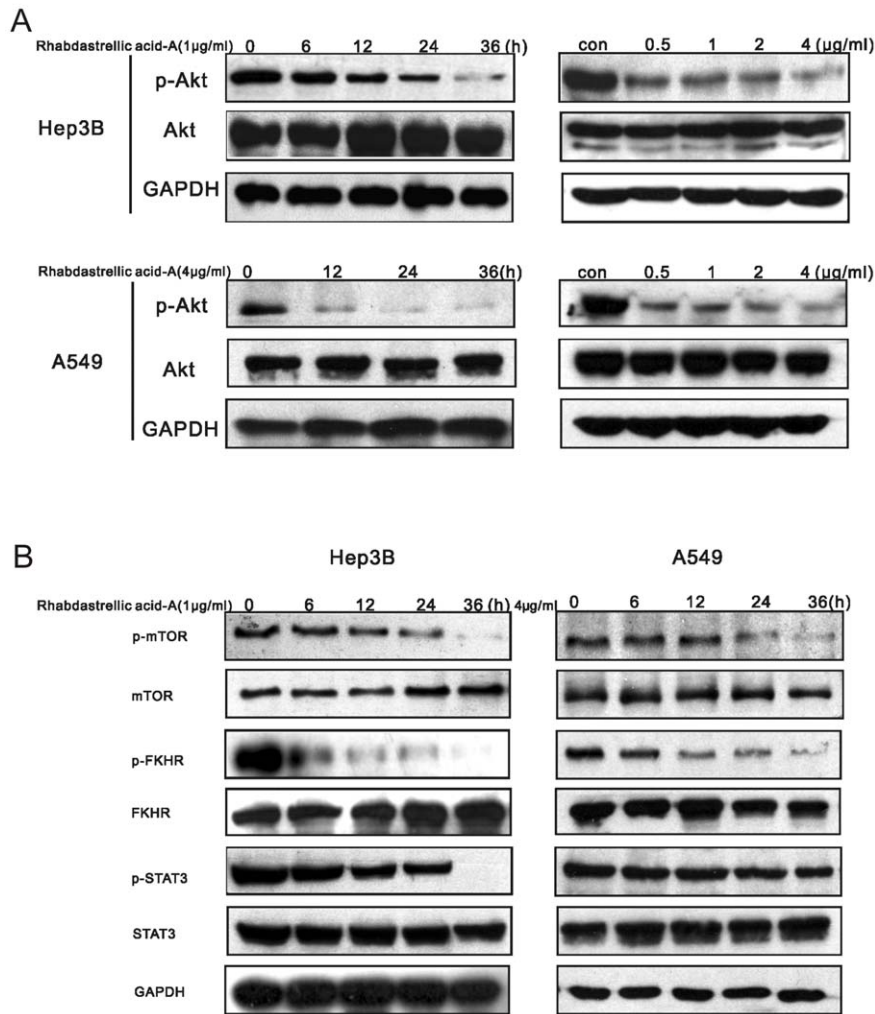 A
Rhabdastrellic acid-A(1μg/ml) 0 6 12 24 36 (h) con 0.5 1 2 4 (μg/ml)
p-Akt
Hep3B Akt
GAPDH
Rhabdastrellic acid-A(4μg/ml) 0 12 24 36(h) con 0.5 1 2 4 (μg/ml)
p-Akt
A549 Akt
GAPDH
B Hep3B A549
Rhabdastrellic acid-A(1μg/ml) 0 6 12 24 36 (h) 4μg/ml 0 6 12 24 36(h)
p-mTOR
mTOR
p-FKHR
FKHR
p-STAT3
STAT3
GAPDH